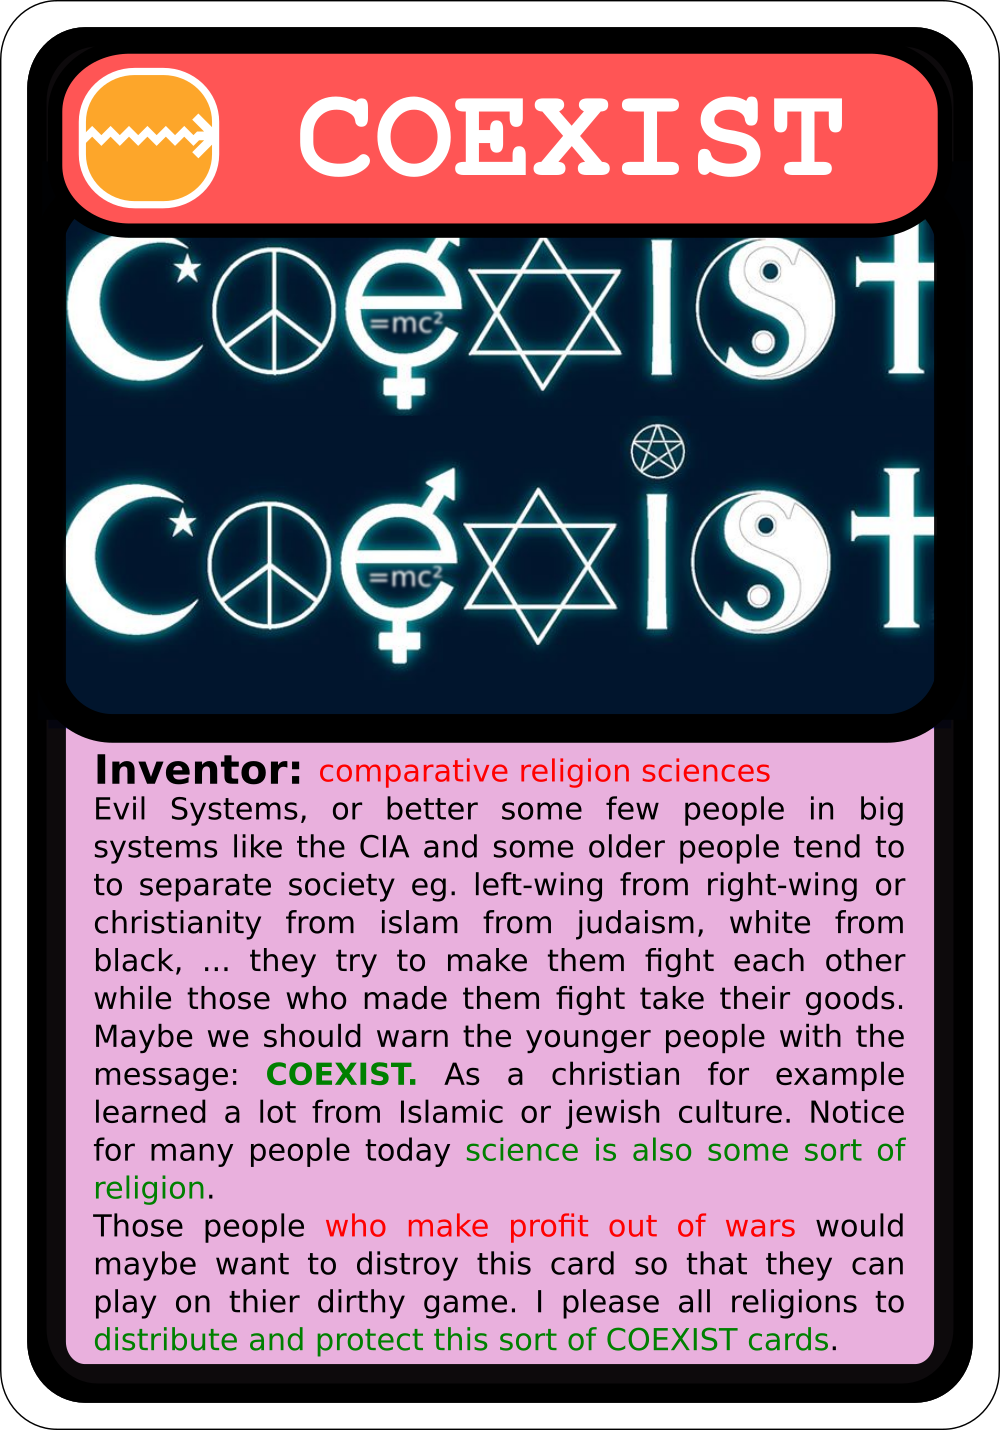 COEXIST
Coexist
=mc²
Coexist
=mc²
Inventor: comparative religion sciences
Evil Systems, or better some few people in big
systems like the CIA and some older people tend to
to separate society eg. left-wing from right-wing or
christianity from islam from judaism, white from
black, ... they try to make them fight each other
while those who made them fight take their goods.
Maybe we should warn the younger people with the
message: COEXIST. As a christian for example
learned a lot from Islamic or jewish culture. Notice
for many people today science is also some sort of
religion.
Those people who make profit out of wars would
maybe want to distroy this card so that they can
play on thier dirthy game. I please all religions to
distribute and protect this sort of COEXIST cards.